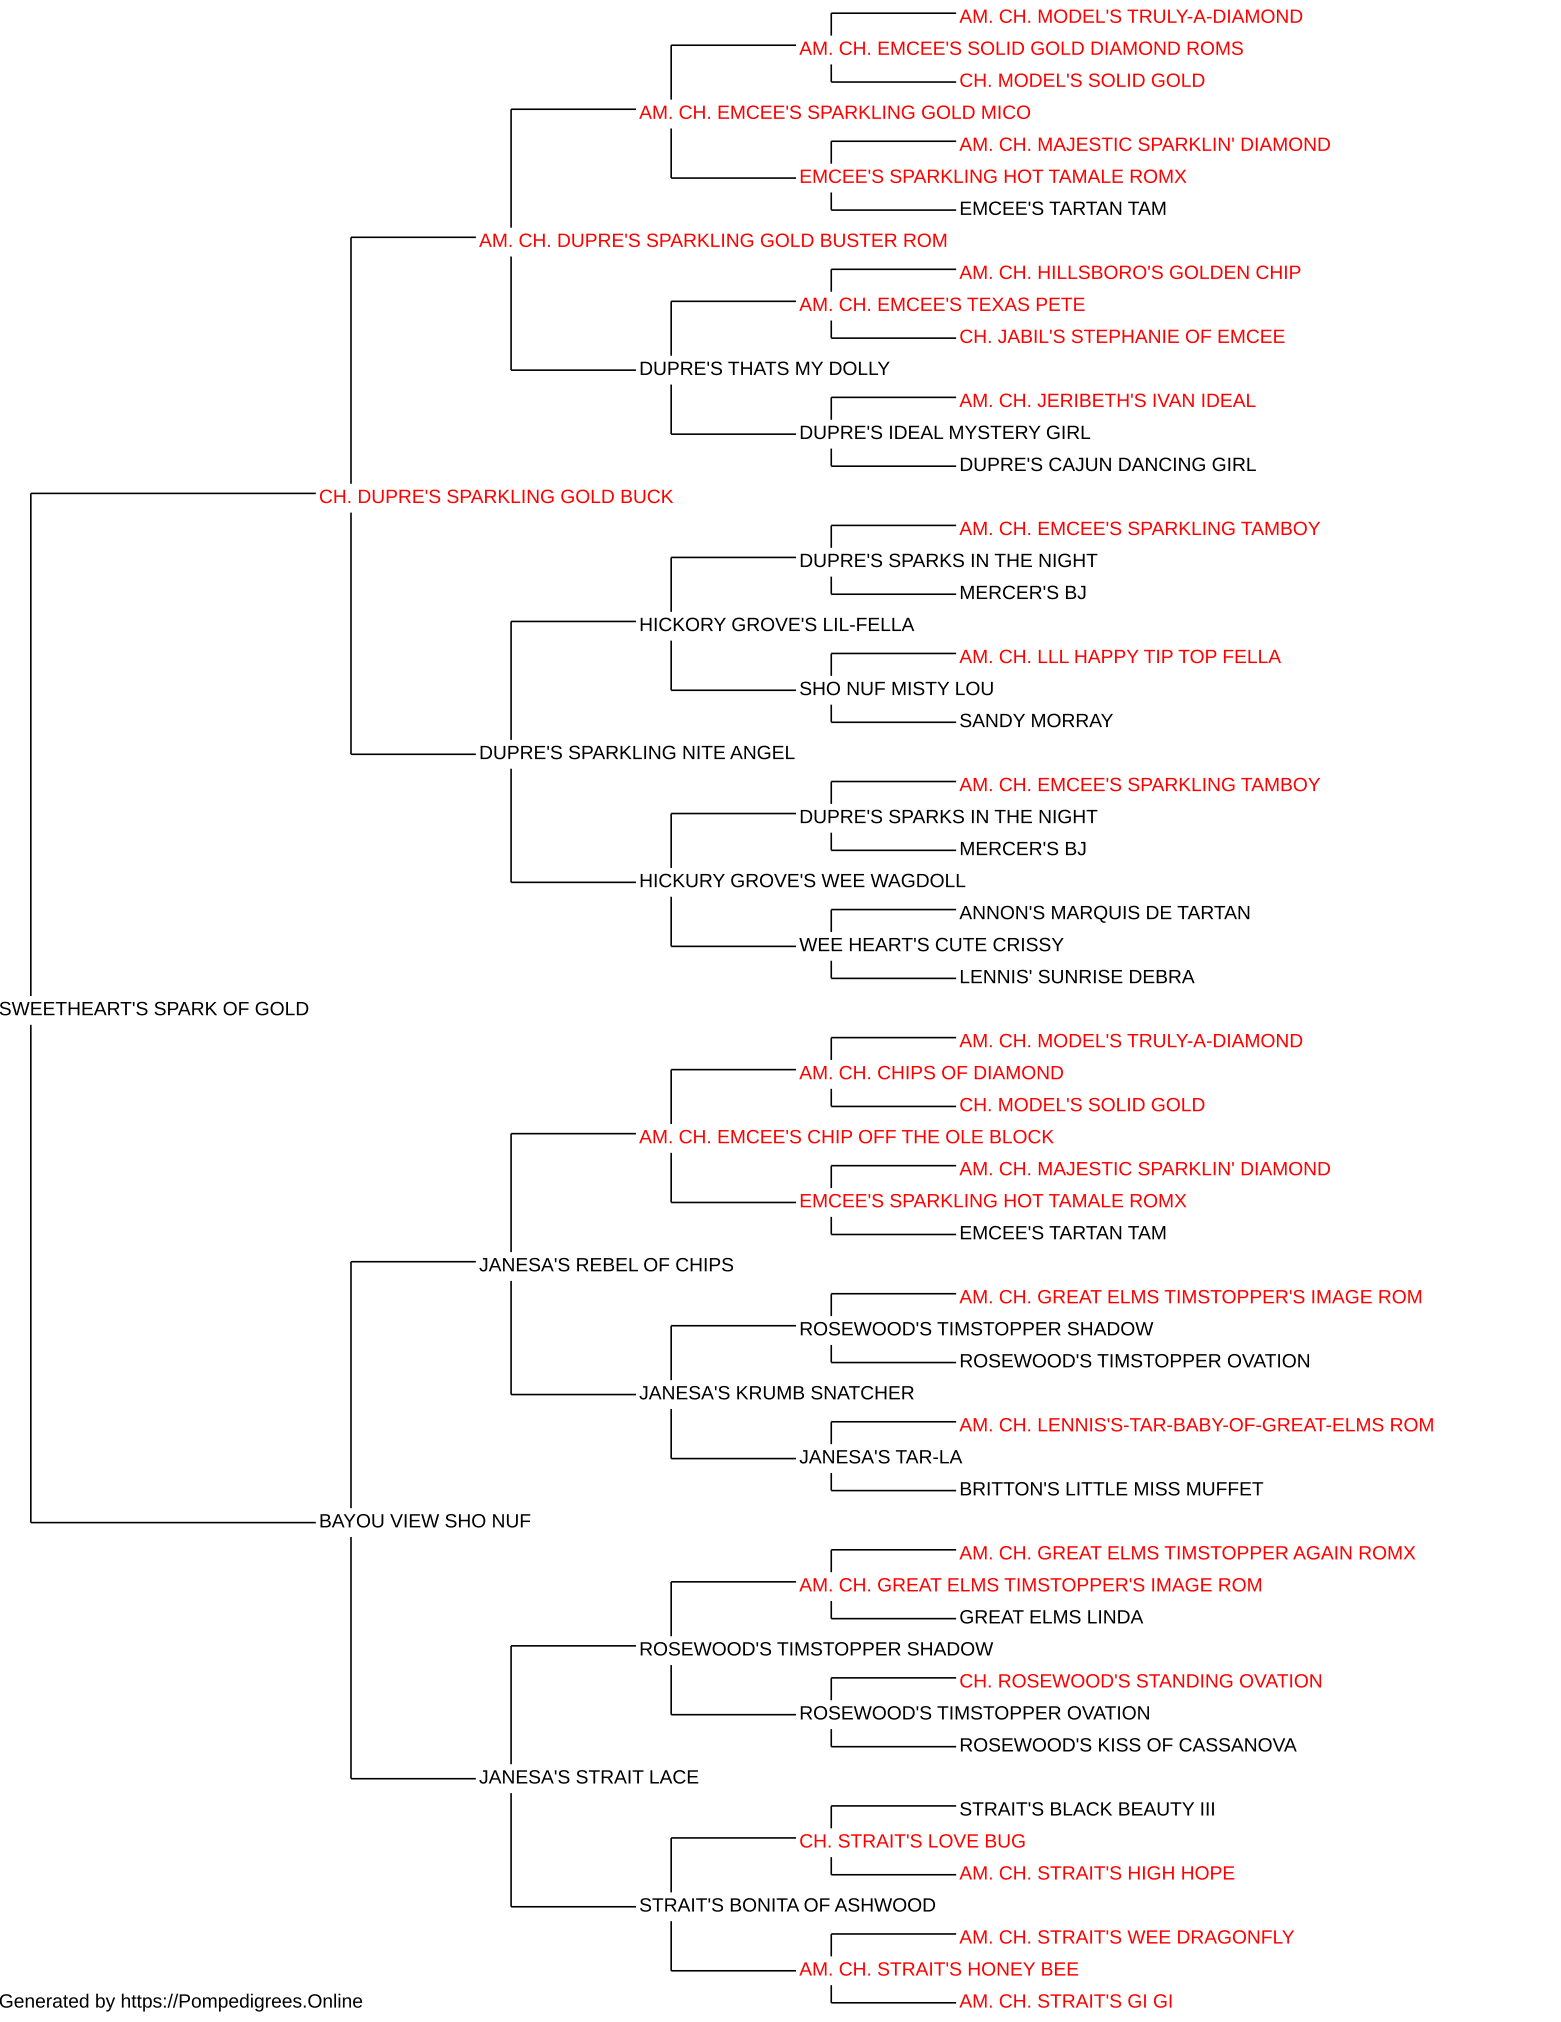 AM. CH. MODEL'S TRULY-A-DIAMOND
AM. CH. EMCEE'S SOLID GOLD DIAMOND ROMS
CH. MODEL'S SOLID GOLD
AM. CH. EMCEE'S SPARKLING GOLD MICO
AM. CH. MAJESTIC SPARKLIN' DIAMOND
EMCEE'S SPARKLING HOT TAMALE ROMX
EMCEE'S TARTAN TAM
AM. CH. DUPRE'S SPARKLING GOLD BUSTER ROM
AM. CH. HILLSBORO'S GOLDEN CHIP
AM. CH. EMCEE'S TEXAS PETE
CH. JABIL'S STEPHANIE OF EMCEE
DUPRE'S THATS MY DOLLY
AM. CH. JERIBETH'S IVAN IDEAL
DUPRE'S IDEAL MYSTERY GIRL
DUPRE'S CAJUN DANCING GIRL
CH. DUPRE'S SPARKLING GOLD BUCK
AM. CH. EMCEE'S SPARKLING TAMBOY
DUPRE'S SPARKS IN THE NIGHT
MERCER'S BJ
HICKORY GROVE'S LIL-FELLA
AM. CH. LLL HAPPY TIP TOP FELLA
SHO NUF MISTY LOU
SANDY MORRAY
DUPRE'S SPARKLING NITE ANGEL
AM. CH. EMCEE'S SPARKLING TAMBOY
DUPRE'S SPARKS IN THE NIGHT
MERCER'S BJ
HICKURY GROVE'S WEE WAGDOLL
ANNON'S MARQUIS DE TARTAN
WEE HEART'S CUTE CRISSY
LENNIS' SUNRISE DEBRA
SWEETHEART'S SPARK OF GOLD
AM. CH. MODEL'S TRULY-A-DIAMOND
AM. CH. CHIPS OF DIAMOND
CH. MODEL'S SOLID GOLD
AM. CH. EMCEE'S CHIP OFF THE OLE BLOCK
AM. CH. MAJESTIC SPARKLIN' DIAMOND
EMCEE'S SPARKLING HOT TAMALE ROMX
EMCEE'S TARTAN TAM
JANESA'S REBEL OF CHIPS
AM. CH. GREAT ELMS TIMSTOPPER'S IMAGE ROM
ROSEWOOD'S TIMSTOPPER SHADOW
ROSEWOOD'S TIMSTOPPER OVATION
JANESA'S KRUMB SNATCHER
AM. CH. LENNIS'S-TAR-BABY-OF-GREAT-ELMS ROM
JANESA'S TAR-LA
BRITTON'S LITTLE MISS MUFFET
BAYOU VIEW SHO NUF
AM. CH. GREAT ELMS TIMSTOPPER AGAIN ROMX
AM. CH. GREAT ELMS TIMSTOPPER'S IMAGE ROM
GREAT ELMS LINDA
ROSEWOOD'S TIMSTOPPER SHADOW
CH. ROSEWOOD'S STANDING OVATION
ROSEWOOD'S TIMSTOPPER OVATION
ROSEWOOD'S KISS OF CASSANOVA
JANESA'S STRAIT LACE
STRAIT'S BLACK BEAUTY III
CH. STRAIT'S LOVE BUG
AM. CH. STRAIT'S HIGH HOPE
STRAIT'S BONITA OF ASHWOOD
AM. CH. STRAIT'S WEE DRAGONFLY
AM. CH. STRAIT'S HONEY BEE
AM. CH. STRAIT'S GI GI
Generated by https://Pompedigrees.Online